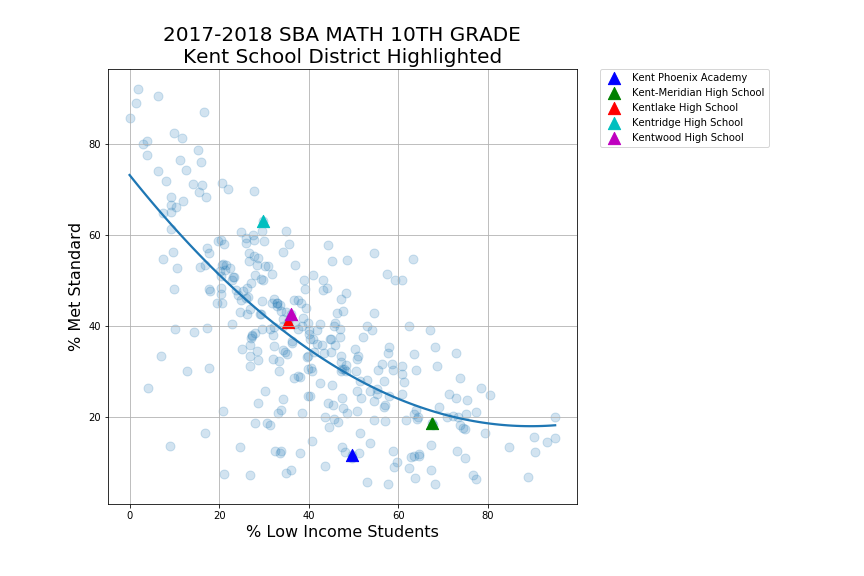 2017-2018 SBA MATH 10TH GRADE
Kent School District Highlighted
Kent Phoenix Academy
Kent-Meridian High School
Kentlake High School
Kentridge High School
Kentwood High School
% Met Standard
80
60
40
20
0 20 40 60 80
% Low Income Students